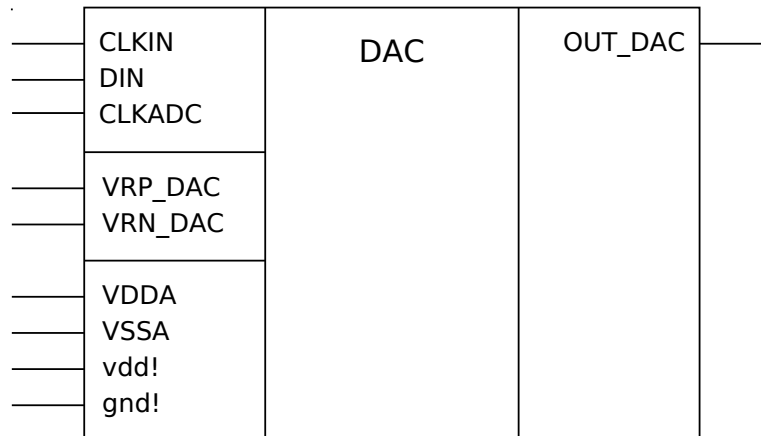 CLKIN
DIN
CLKADC
VRP_DAC
VRN_DAC
VDDA
VSSA
vdd!
gnd!
DAC
OUT_DAC